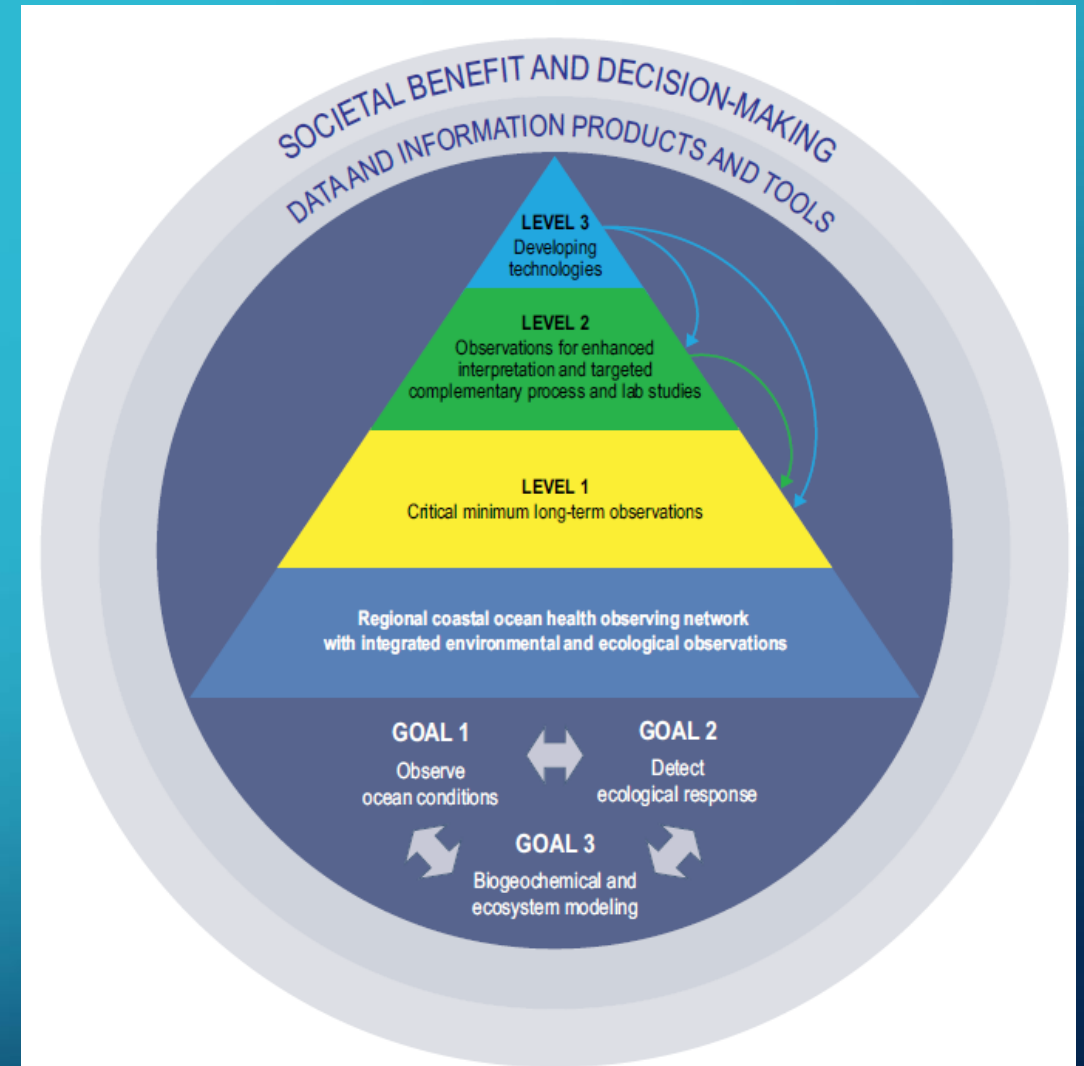 SOCIETAL BENEFIT AND DECISION-MAKING
DATA AND INFORMATION PRODUCTS AND TOOLS
LEVEL 3
Developing
technologies
LEVEL 2
Observations for enhanced
interpretation and targeted
complementary process and lab studies
LEVEL 1
Critical minimum long-term observations
Regional coastal ocean health observing network
with integrated environmental and ecological observations
GOAL 1
Observe
ocean conditions
GOAL 2
Detect
ecological response
GOAL 3
Biogeochemical and
ecosystem modeling